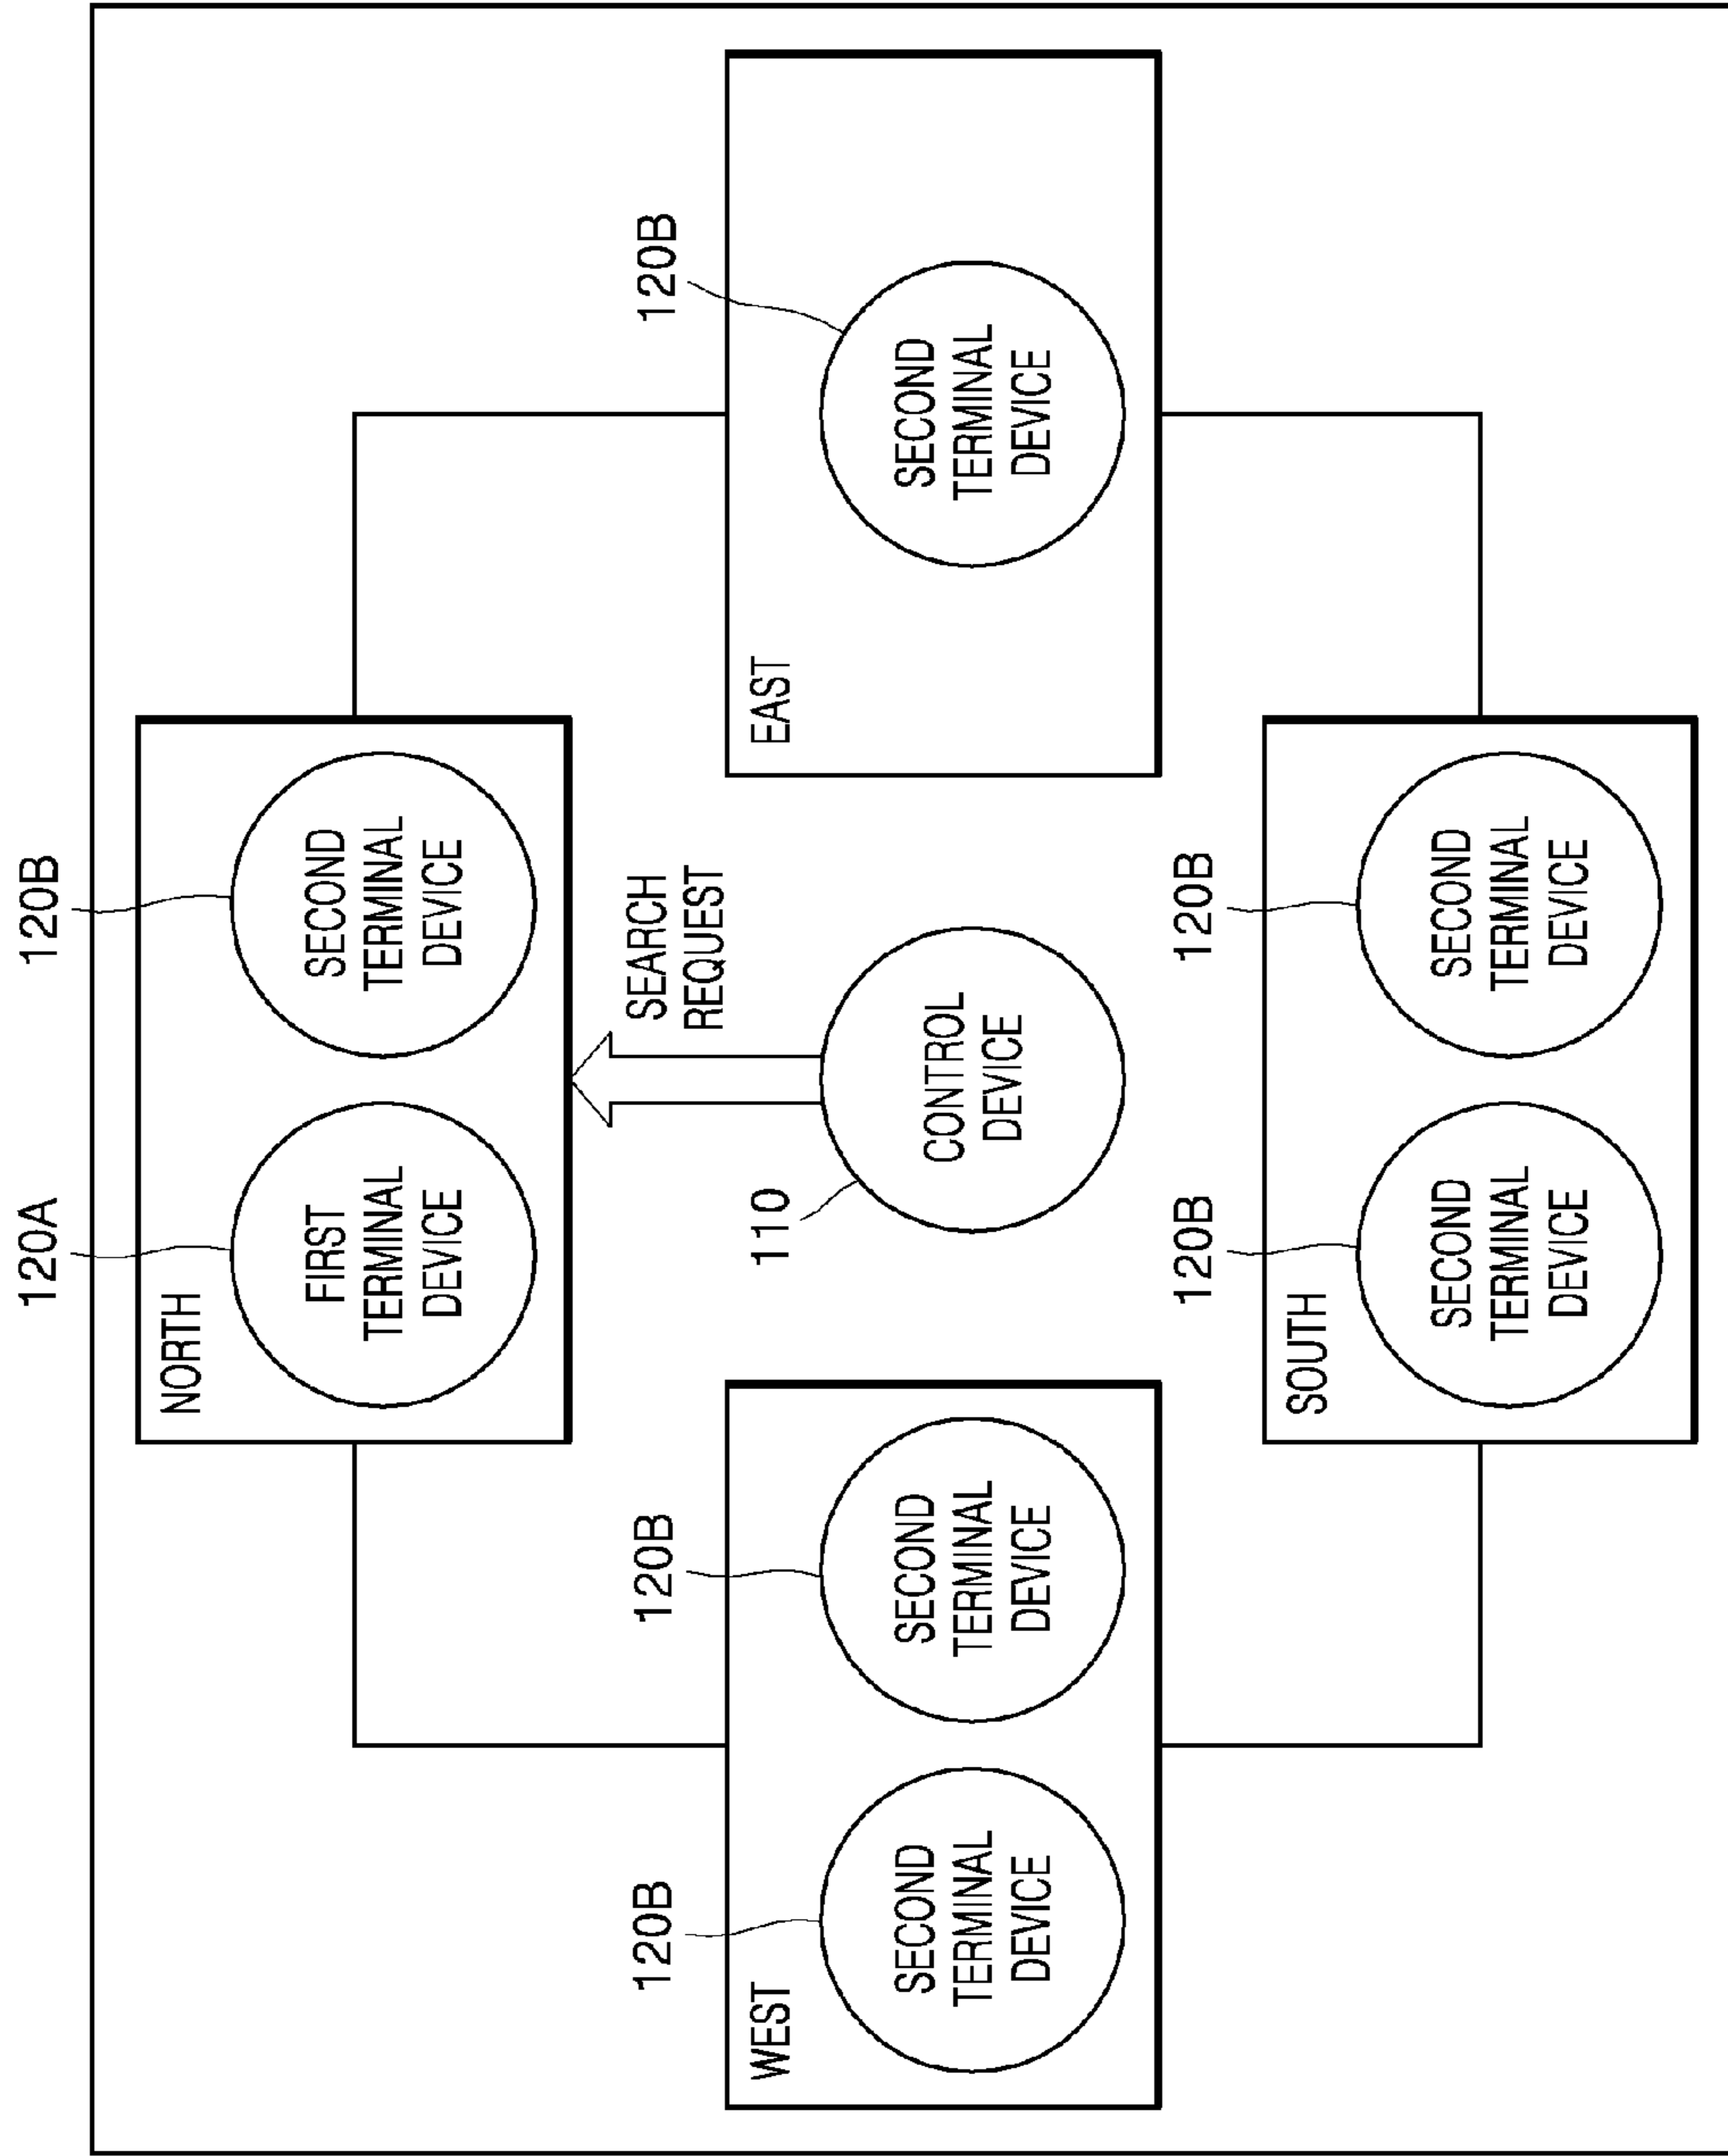 120A
120B
NORTH
FIRST
TERMINAL
DEVICE
SECOND
TERMINAL
DEVICE
120B
120B
WEST
SECOND
TERMINAL
DEVICE
SECOND
TERMINAL
DEVICE
SEARCH
REQUEST
110
CONTROL
DEVICE
120B
EAST
SECOND
TERMINAL
DEVICE
120B
120B
SOUTH
SECOND
TERMINAL
DEVICE
SECOND
TERMINAL
DEVICE